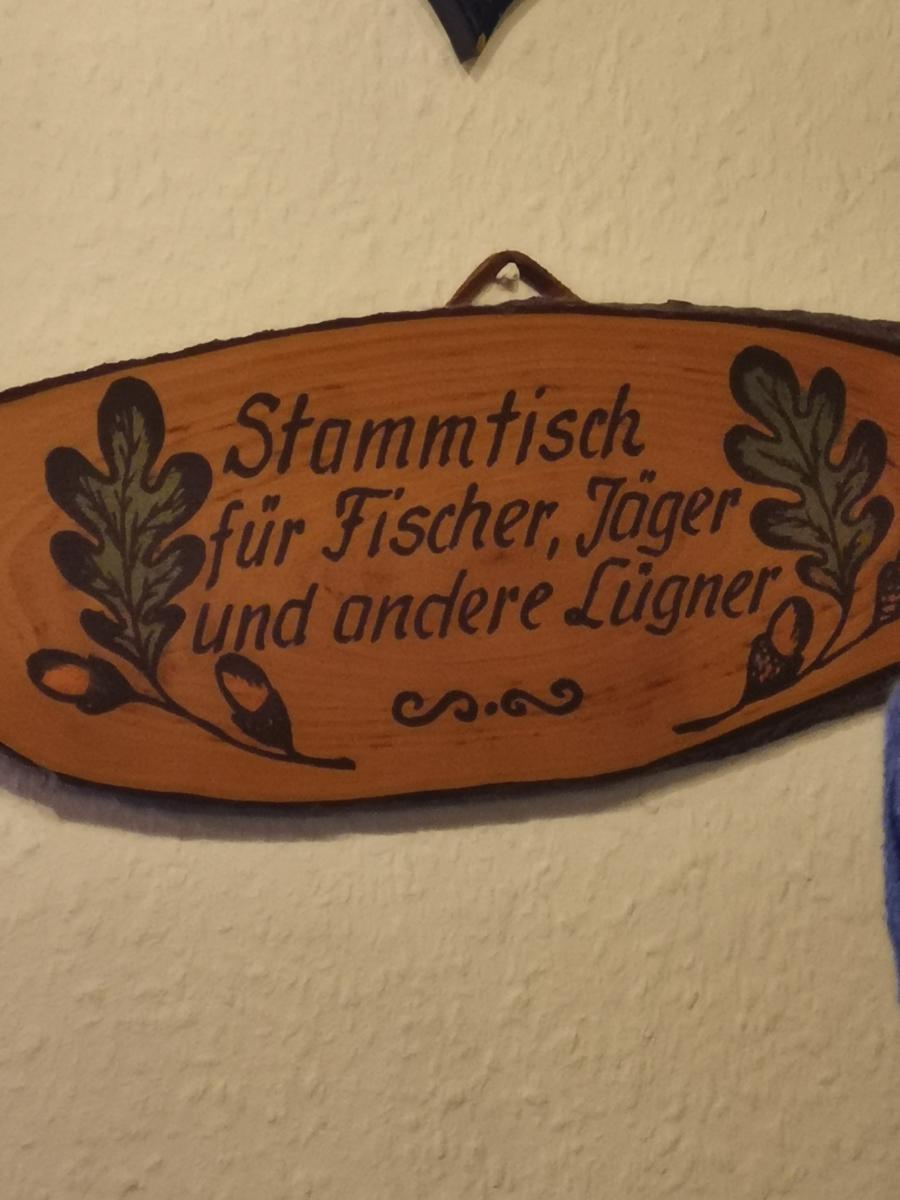 Stammtisch
für Fischer, Jäger
und andere Lügner